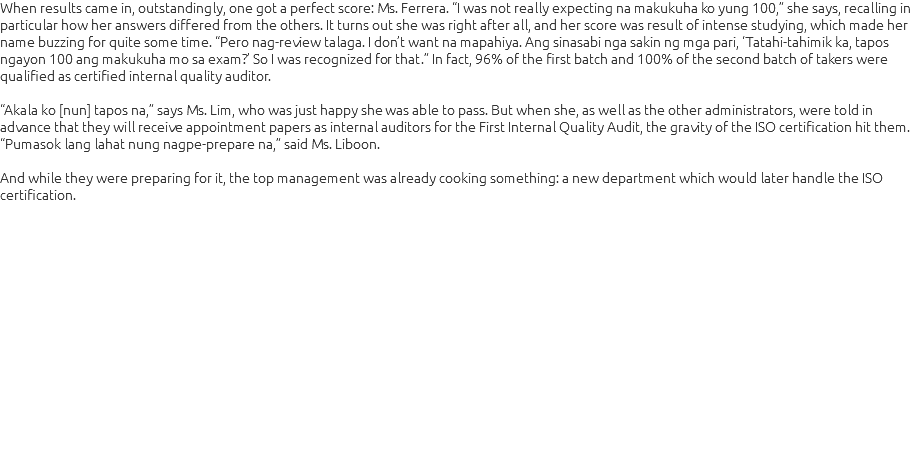 When results came in, outstandingly, one got a perfect score: Ms. Ferrera. “I was not really expecting na makukuha ko yung 100,” she says, recalling in
particular how her answers differed from the others. It turns out she was right after all, and her score was result of intense studying, which made her
name buzzing for quite some time. “Pero nag-review talaga. I don’t want na mapahiya. Ang sinasabi nga sakin ng mga pari, ‘Tatahi-tahimik ka, tapos
ngayon 100 ang makukuha mo sa exam?’ So I was recognized for that.” In fact, 96% of the first batch and 100% of the second batch of takers were
qualified as certified internal quality auditor.
“Akala ko [nun] tapos na,” says Ms. Lim, who was just happy she was able to pass. But when she, as well as the other administrators, were told in
advance that they will receive appointment papers as internal auditors for the First Internal Quality Audit, the gravity of the ISO certification hit them.
“Pumasok lang lahat nung nagpe-prepare na,” said Ms. Liboon.
And while they were preparing for it, the top management was already cooking something: a new department which would later handle the ISO
certification.